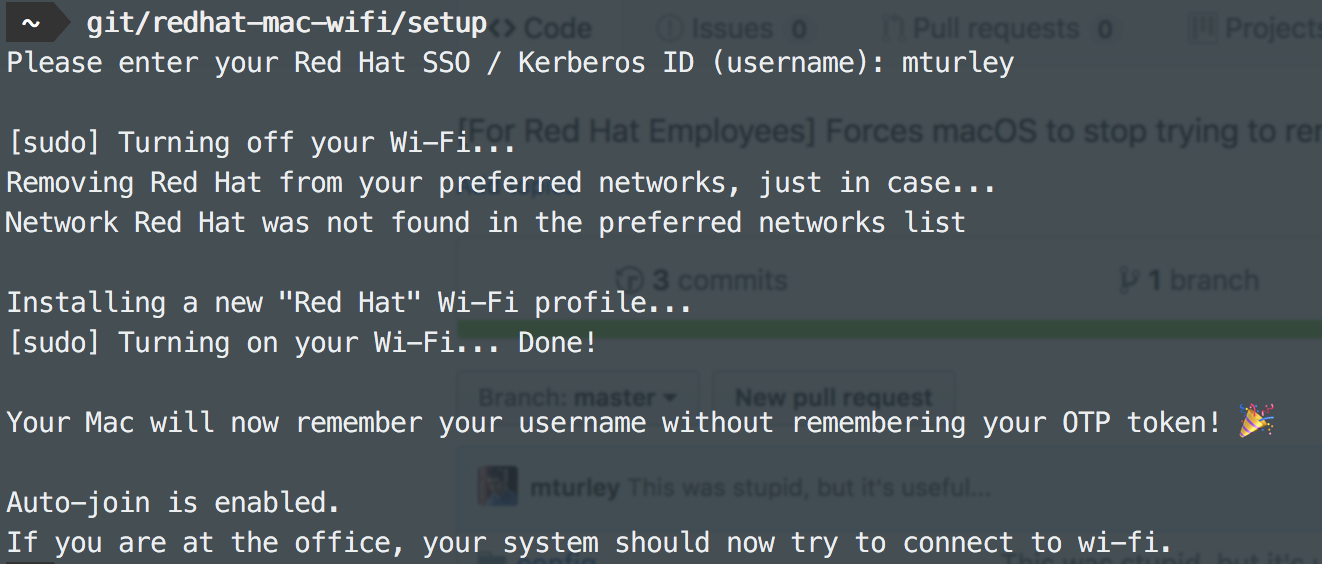 ~ git/redhat-mac-wifi/setup
Please enter your Red Hat SSO / Kerberos ID (username): mturley
[sudo] Turning off your Wi-Fi...
Removing Red Hat from your preferred networks, just in case...
Network Red Hat was not found in the preferred networks list
Installing a new "Red Hat" Wi-Fi profile...
[sudo] Turning on your Wi-Fi... Done!
Your Mac will now remember your username without remembering your OTP token! 🎉
Auto-join is enabled.
If you are at the office, your system should now try to connect to wi-fi.
<> Code Issues 0 Pull requests 0 Projects
[For Red Hat Employees] Forces macOS to stop trying to
3 commits 1 branch
Branch: master New pull request
mturley This was stupid, but it's useful...
config This was stupid, but it's